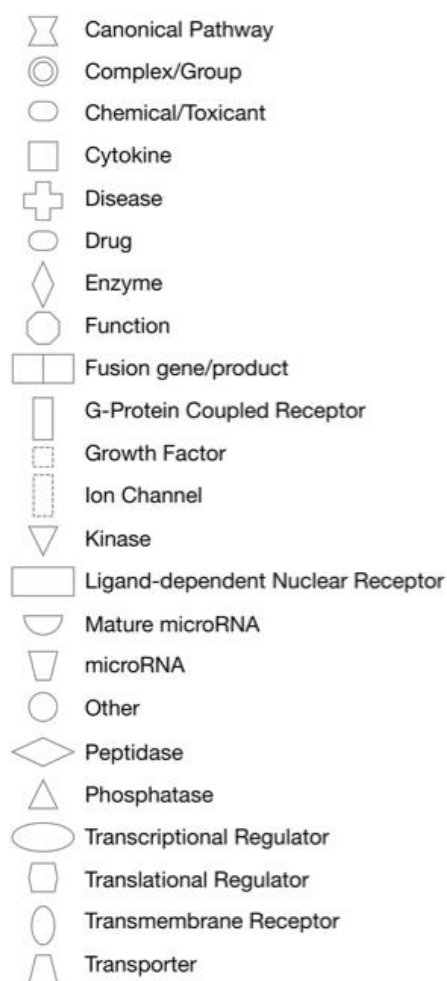 Canonical Pathway
Complex/Group
Chemical/Toxicant
Cytokine
Disease
Drug
Enzyme
Function
Fusion gene/product
G-Protein Coupled Receptor
Growth Factor
Ion Channel
Kinase
Ligand-dependent Nuclear Receptor
Mature microRNA
microRNA
Other
Peptidase
Phosphatase
Transcriptional Regulator
Translational Regulator
Transmembrane Receptor
Transporter